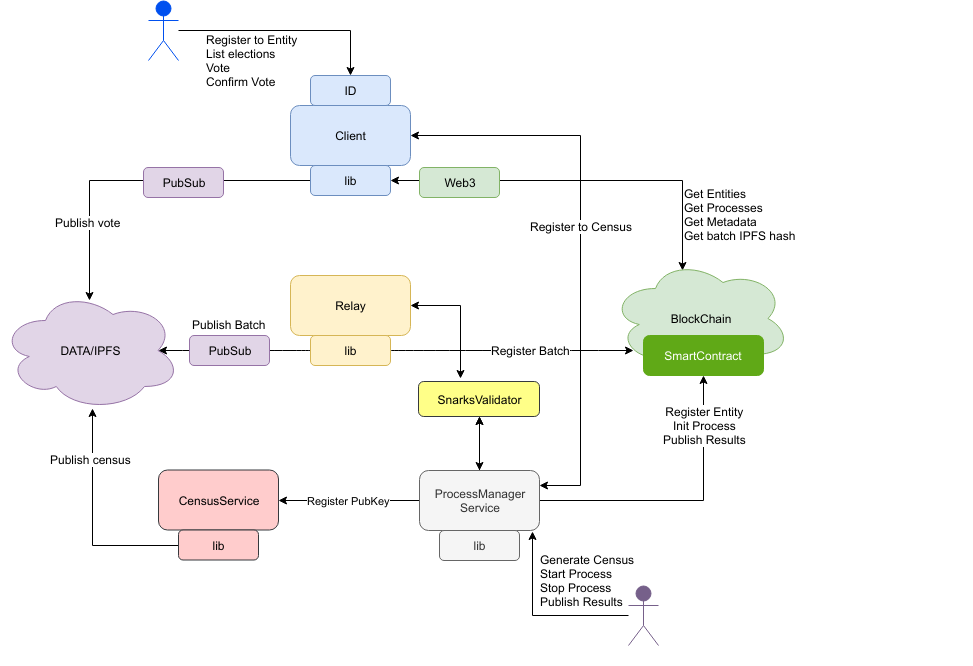 Register to Entity
List elections
Vote
Confirm Vote
ID
Client
lib
PubSub
Web3
Get Entities
Get Processes
Get Metadata
Get batch IPFS hash
Publish vote
Register to Census
Relay
lib
BlockChain
SmartContract
Publish Batch
PubSub
DATA/IPFS
Register Batch
SnarksValidator
Register Entity
Init Process
Publish Results
Publish census
CensusService
lib
Register PubKey
ProcessManager
Service
lib
Generate Census
Start Process
Stop Process
Publish Results